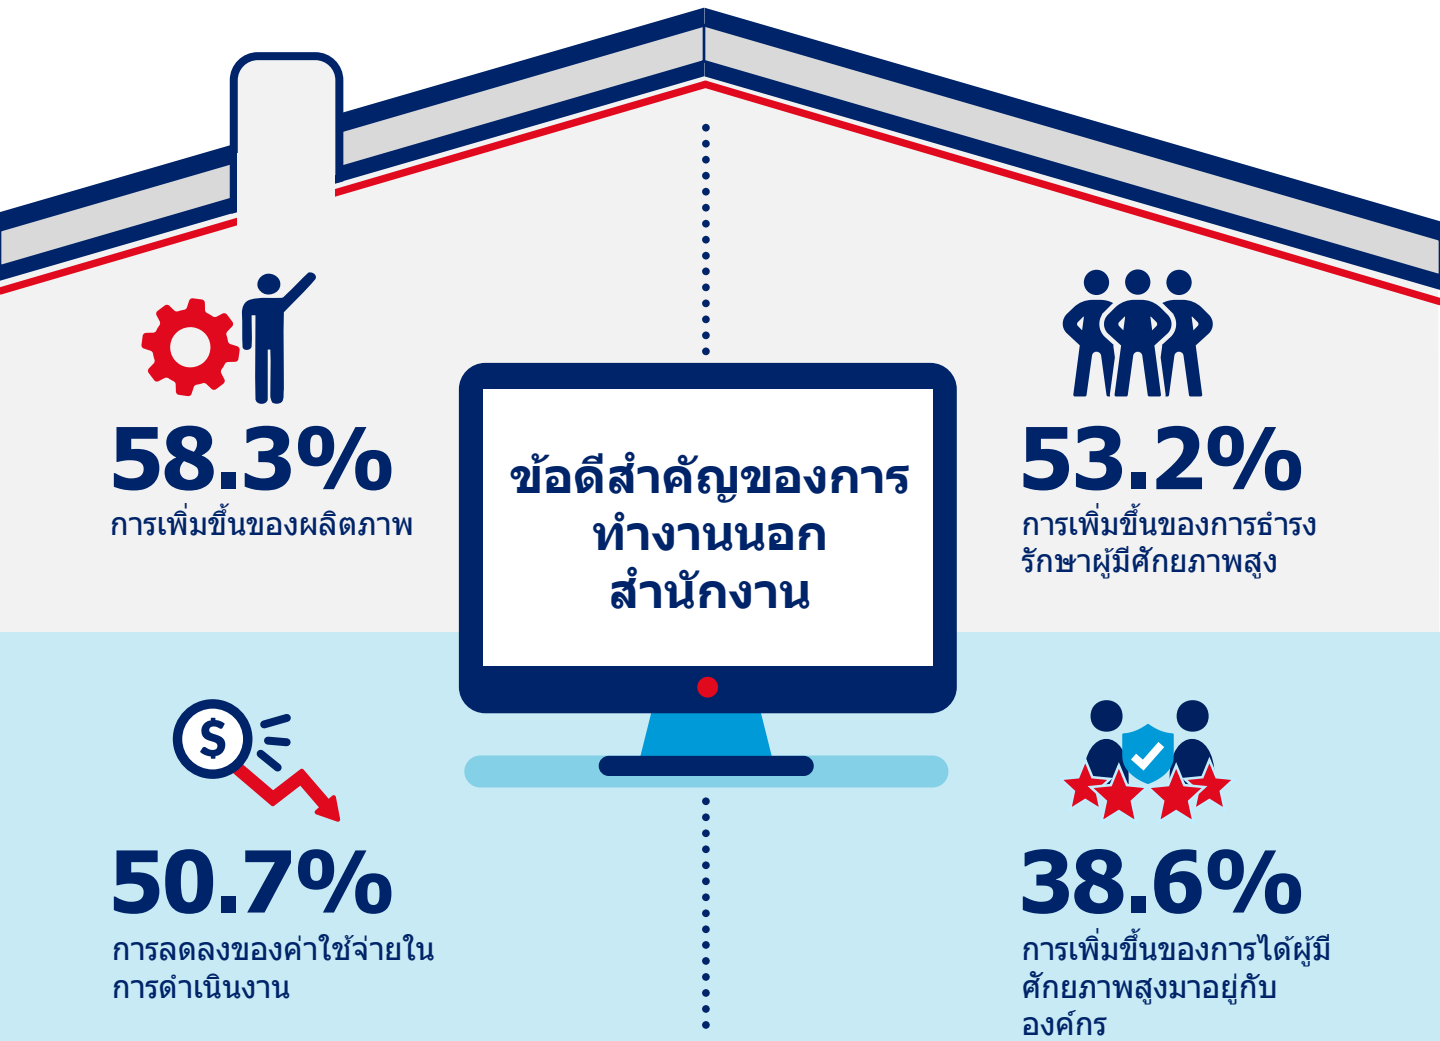 58.3%
การเพิ่มขึ้นของผลิตภาพ
ข้อดีสำคัญของการ
ทำงานนอก
สำนักงาน
53.2%
การเพิ่มขึ้นของการธำรง
รักษาผู้มีศักยภาพสูง
$
50.7%
การลดลงของค่าใช้จ่ายใน
การดำเนินงาน
38.6%
การเพิ่มขึ้นของการได้ผู้มี
ศักยภาพสูงมาอยู่กับ
องค์กร